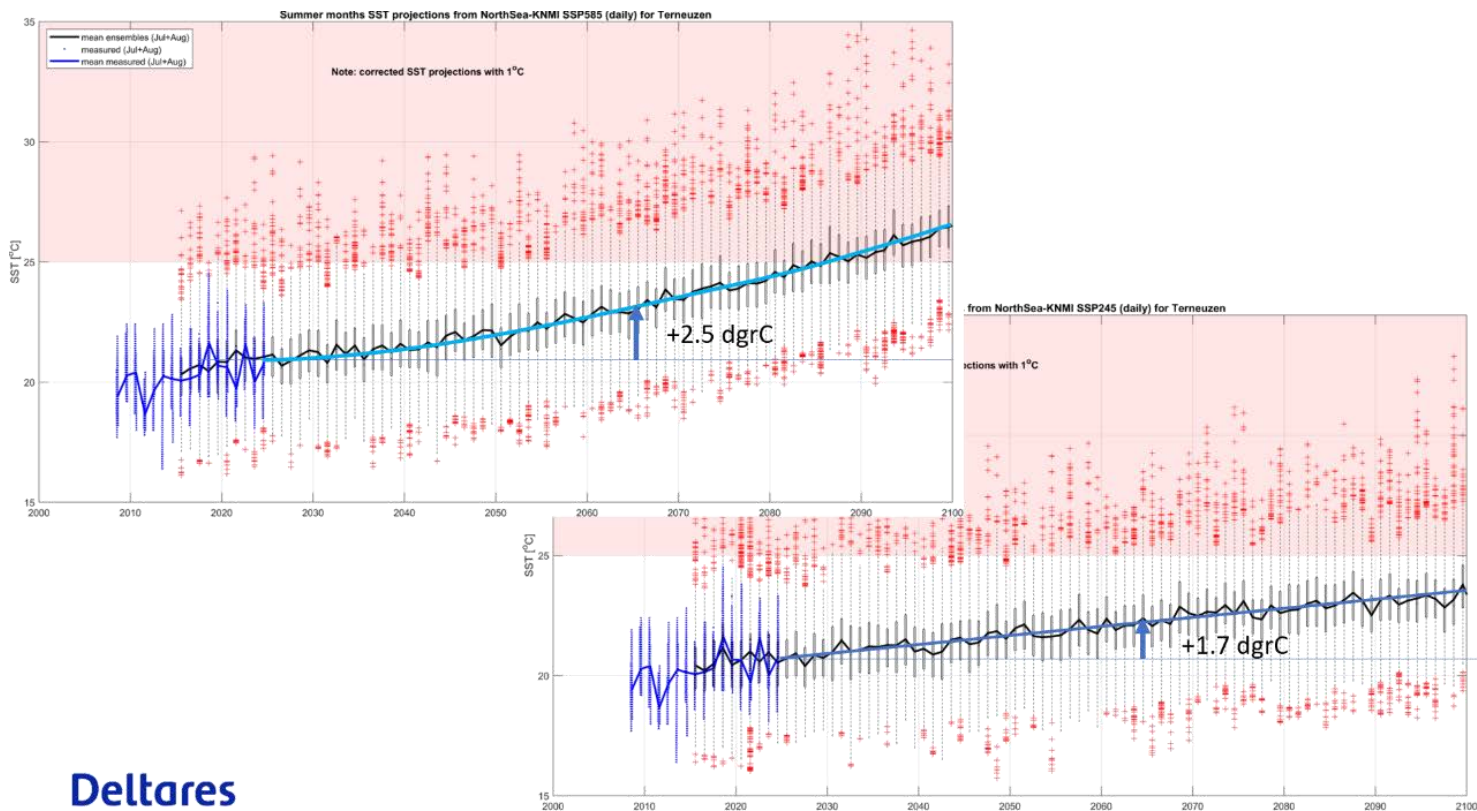 Summer months SST projections from NorthSea-KNMI SSP585 (daily) for Terneuzen
35
mean ensembles (Jul+Aug)
measured (Jul+Aug)
mean measured (Jul+Aug)
Note: corrected SST projections with 1°C
30
SST [°C]
25
+2.5 dgrC
20
15
2000 2010 2020 2030 2040 2050 2060 2070 2080 2090 2100
from NorthSea-KNMI SSP245 (daily) for Terneuzen
ections with 1°C
SST [°C]
25
+1.7 dgrC
20
15
2000 2010 2020 2030 2040 2050 2060 2070 2080 2090 2100
Deltares